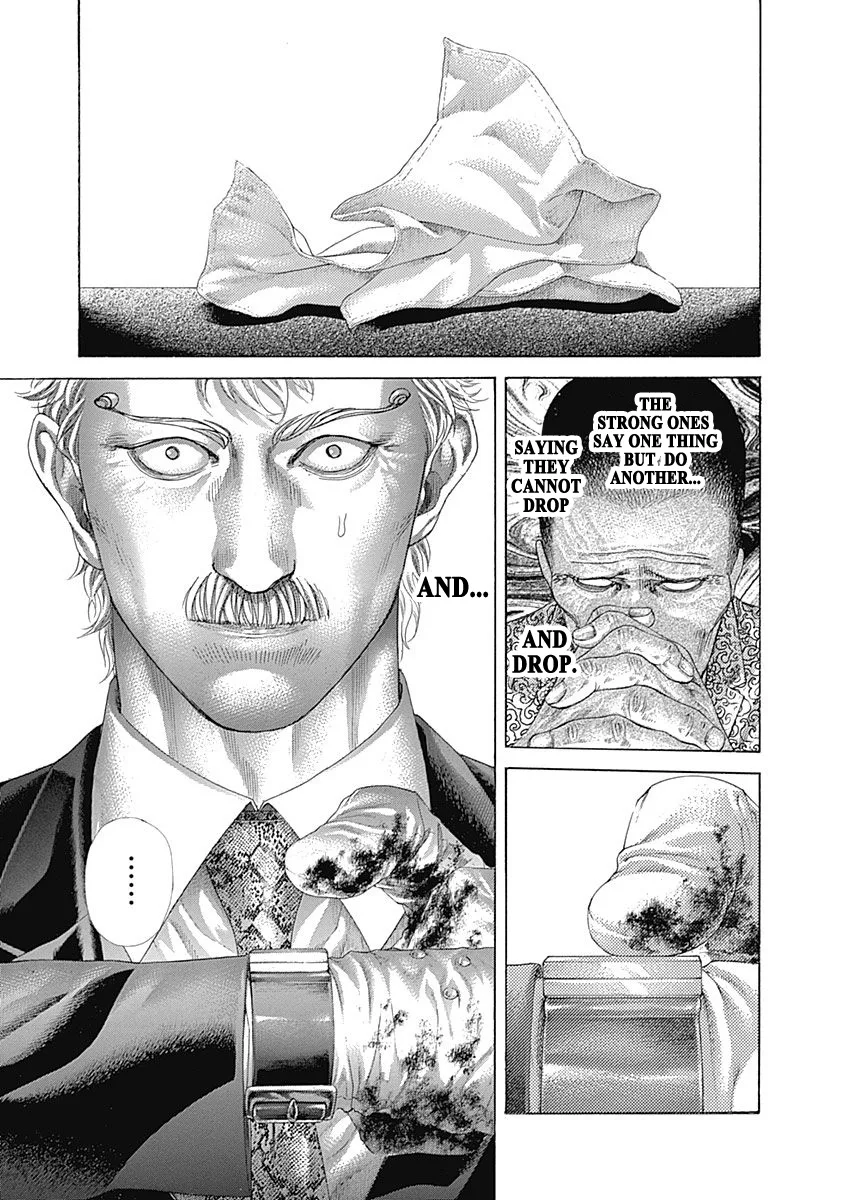 THE
STRONG ONES
SAY ONE THING
BUT DO
ANOTHER...
SAYING
THEY
CANNOT
DROP
AND
DROP.
AND...
......